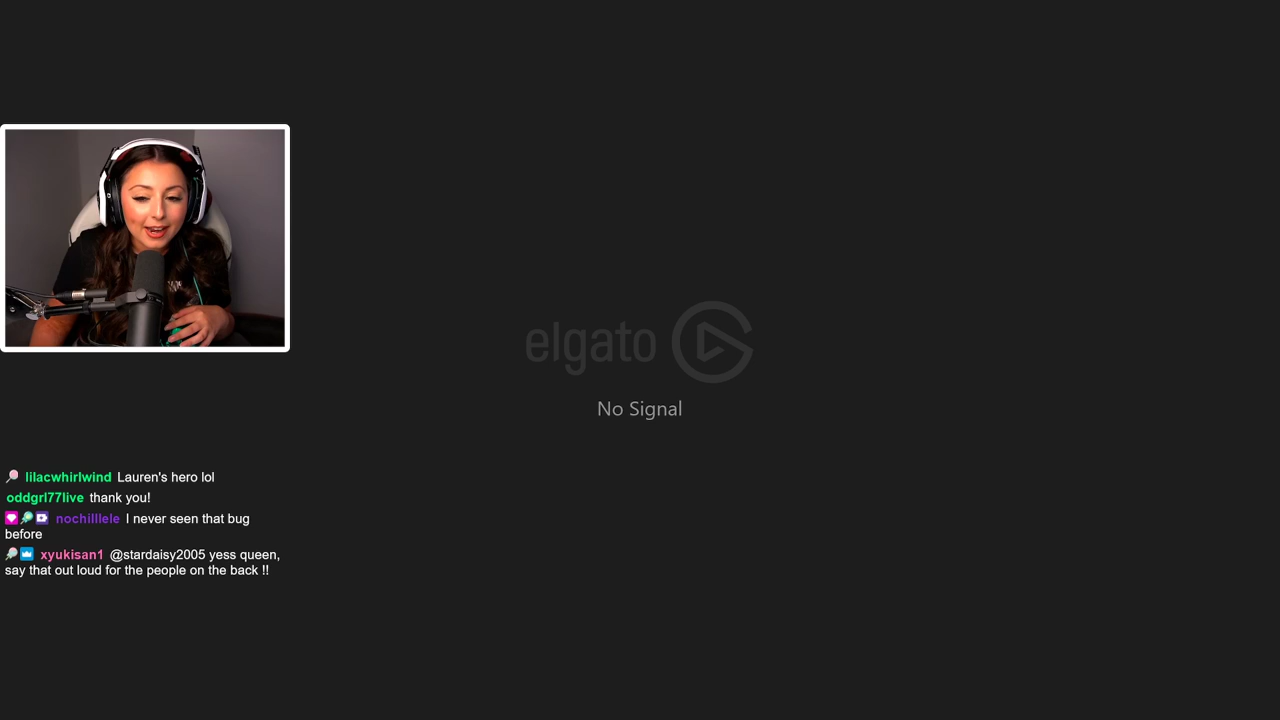 elgato
No Signal
lilacwhirlwind Lauren's hero lol
oddgrl77live thank you!
nochilllele I never seen that bug
before
xyukisan1 @stardaisy2005 yess queen,
say that out loud for the people on the back !!